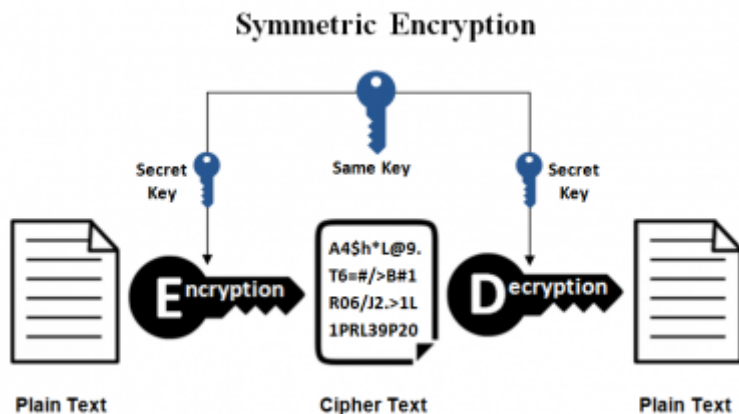 Symmetric Encryption
Secret
Key
Same Key
Secret
Key
Encryption
A4$h*L@9.
T6=#/>B#1
R06/J2.>1L
1PRL39P20
Decryption
Plain Text
Cipher Text
Plain Text